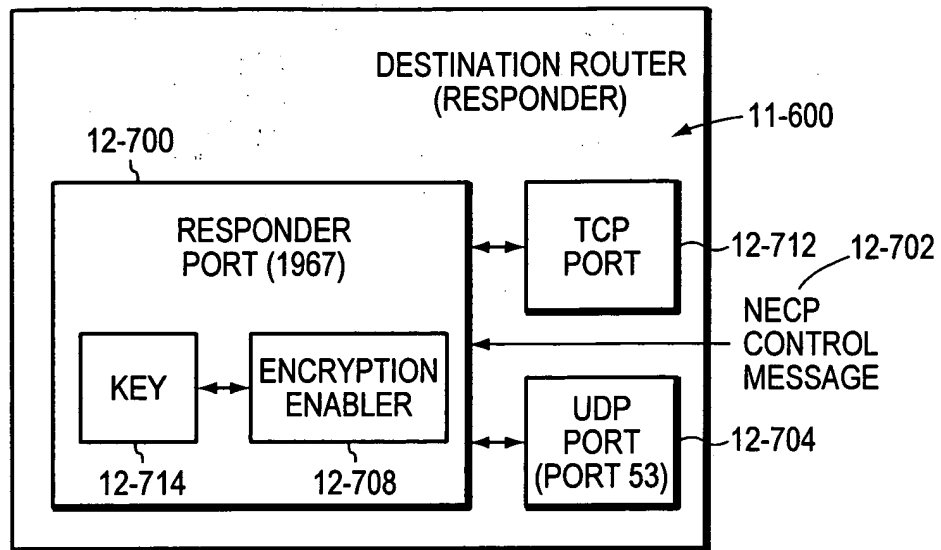 DESTINATION ROUTER
(RESPONDER)
11-600
12-700
RESPONDER
PORT (1967)
TCP
PORT
12-712
12-702
NECP
CONTROL
MESSAGE
KEY
ENCRYPTION
ENABLER
UDP
PORT
(PORT 53)
12-704
12-714
12-708